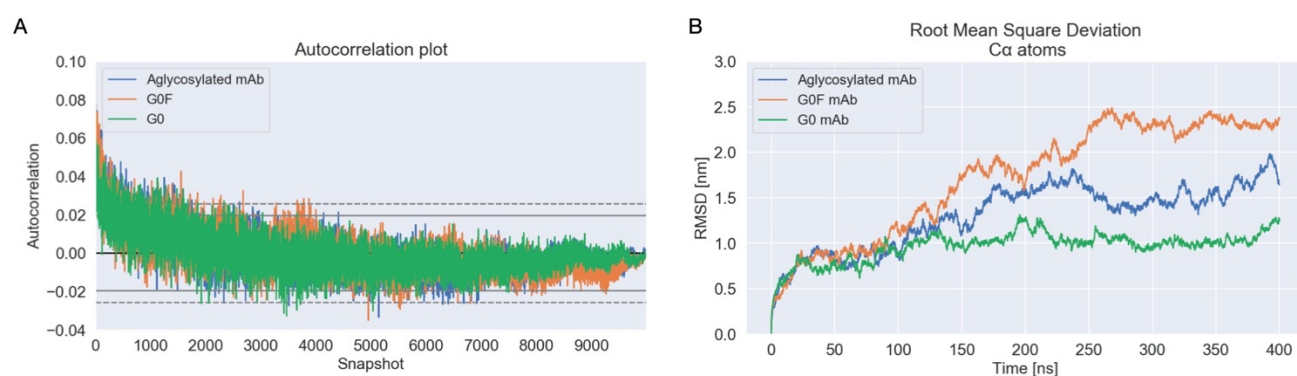 A
Autocorrelation plot
Autocorrelation
0.10
0.08
0.06
0.04
0.02
0.00
−0.02
−0.04
Aglycosylated mAb
G0F
G0
0 1000 2000 3000 4000 5000 6000 7000 8000 9000
Snapshot
B
Root Mean Square Deviation
Cα atoms
RMSD [nm]
3.0
2.5
2.0
1.5
1.0
0.5
0.0
Aglycosylated mAb
G0F mAb
G0 mAb
0 50 100 150 200 250 300 350 400
Time [ns]